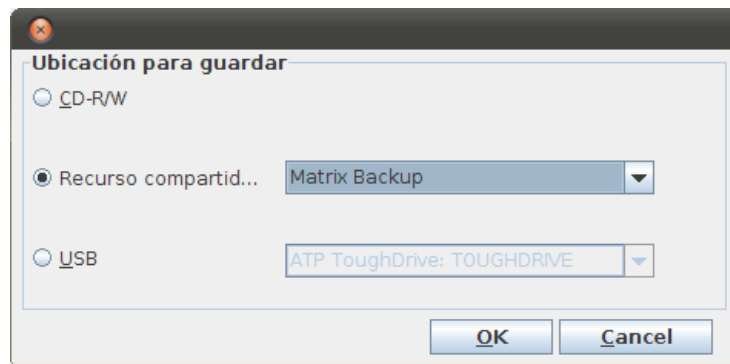 Ubicación para guardar
CD-R/W
Recurso compartid... Matrix Backup
USB ATP ToughDrive: TOUGHDRIVE
OK Cancel